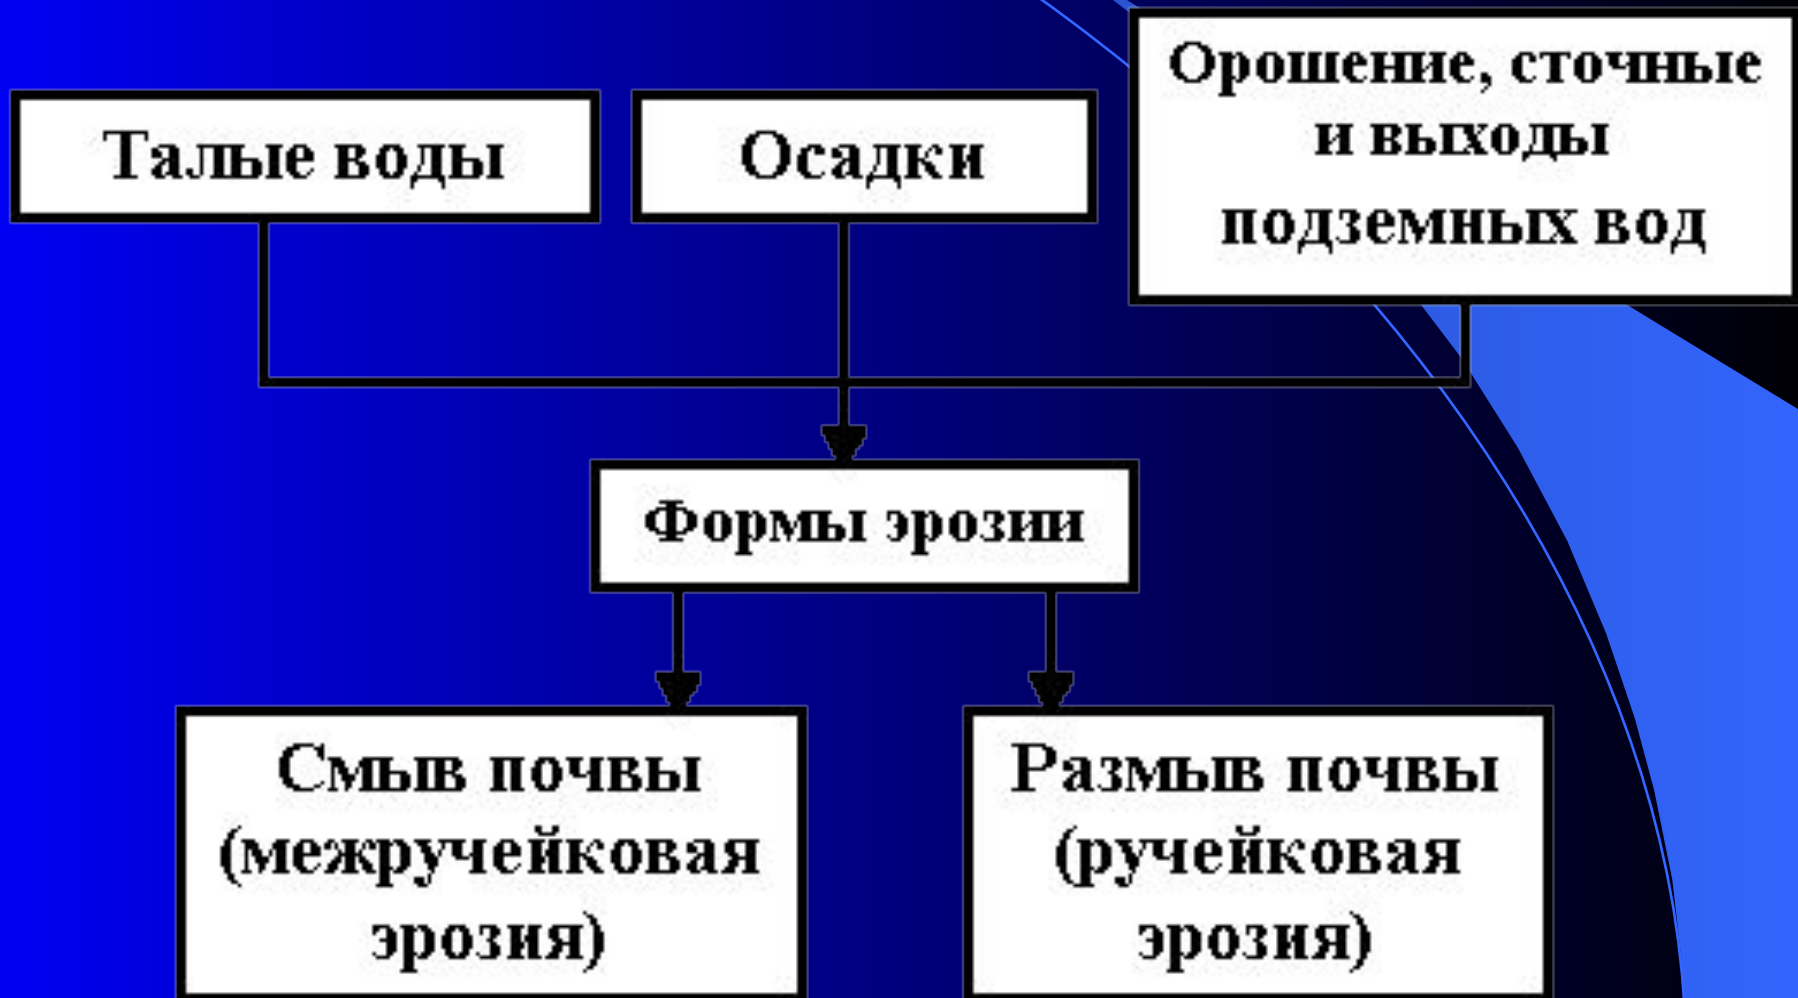 Талые воды
Осадки
Орошение, сточные
и выходы
подземных вод
Формы эрозии
Смыв почвы
(межручейковая
эрозия)
Размыв почвы
(ручейковая
эрозия)